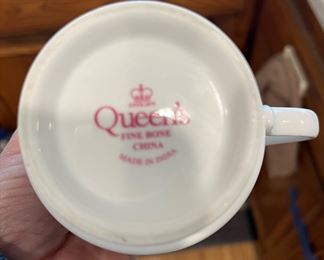 Queen's
FINE BONE
CHINA
MADE IN INDIA